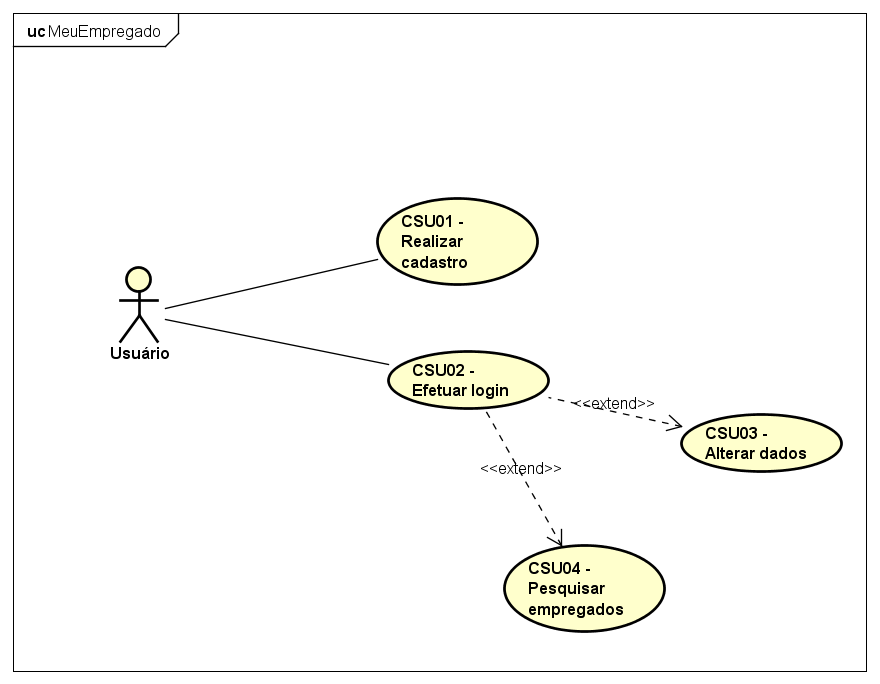 uc MeuEmpregado
CSU01 -
Realizar
cadastro
Usuário
CSU02 -
Efetuar login
<<extend>>
CSU03 -
Alterar dados
<<extend>>
CSU04 -
Pesquisar
empregados